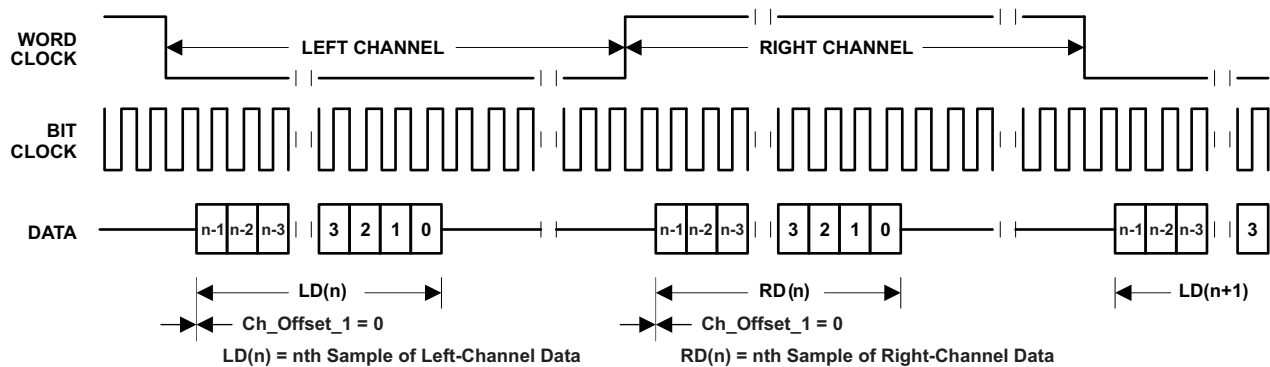 WORD
CLOCK
LEFT CHANNEL
RIGHT CHANNEL
BIT
CLOCK
DATA
n-1 n-2 n-3 3 2 1 0
n-1 n-2 n-3 3 2 1 0
n-1 n-2 n-3 3
LD(n)
RD(n)
LD(n+1)
Ch_Offset_1 = 0
Ch_Offset_1 = 0
LD(n) = nth Sample of Left-Channel Data
RD(n) = nth Sample of Right-Channel Data